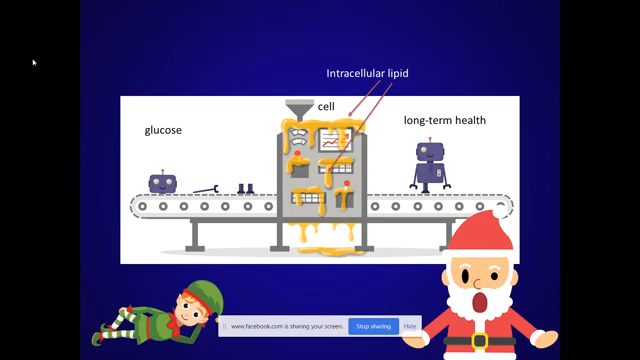 Intracellular lipid
cell
glucose
long-term health
www.facebook.com is sharing your screen.
Stop sharing
Hide